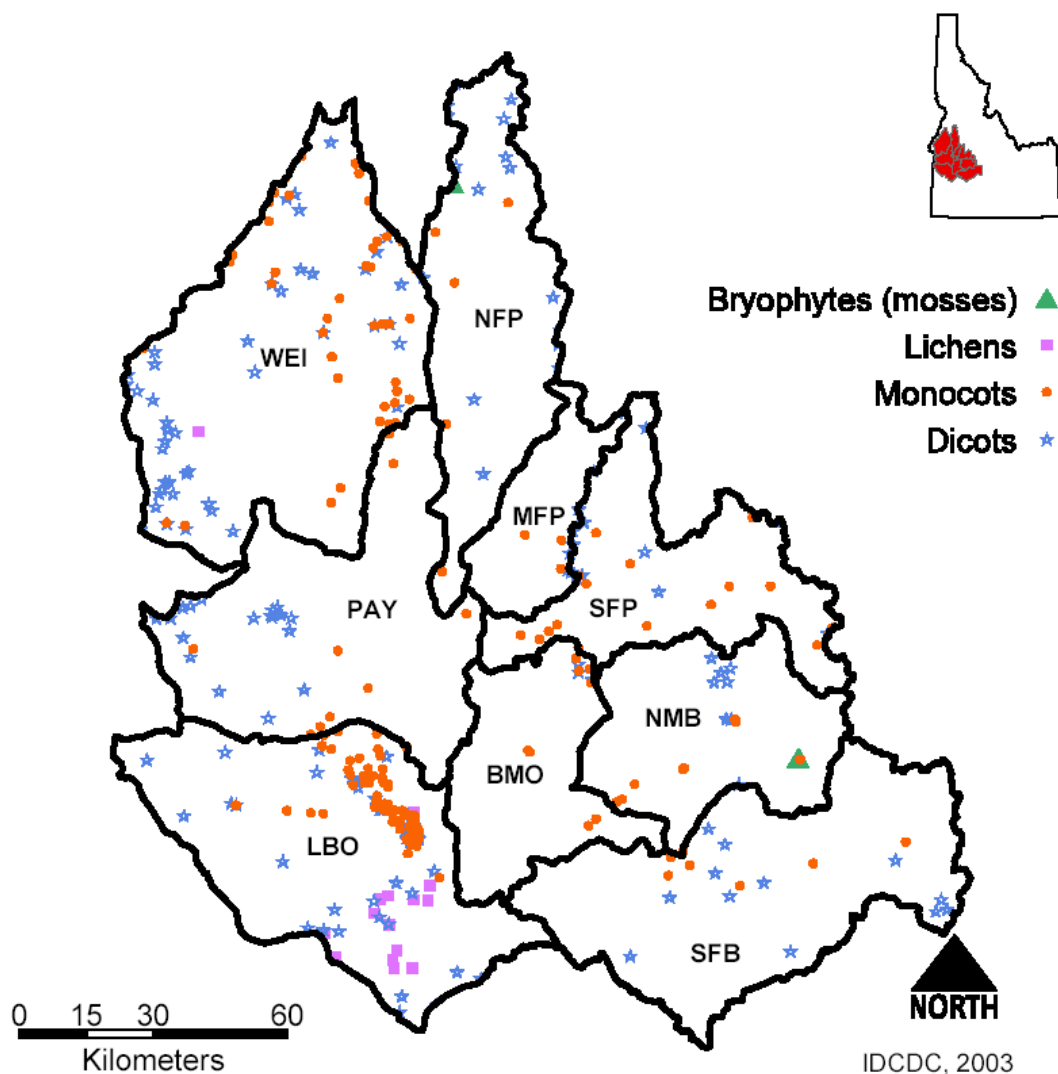 NFP
Bryophytes (mosses)
Lichens
WEI
Monocots
Dicots
MFP
PAY
SFP
NMB
BMO
LBO
SFB
NORTH
0 15 30 60
Kilometers
IDCDC, 2003